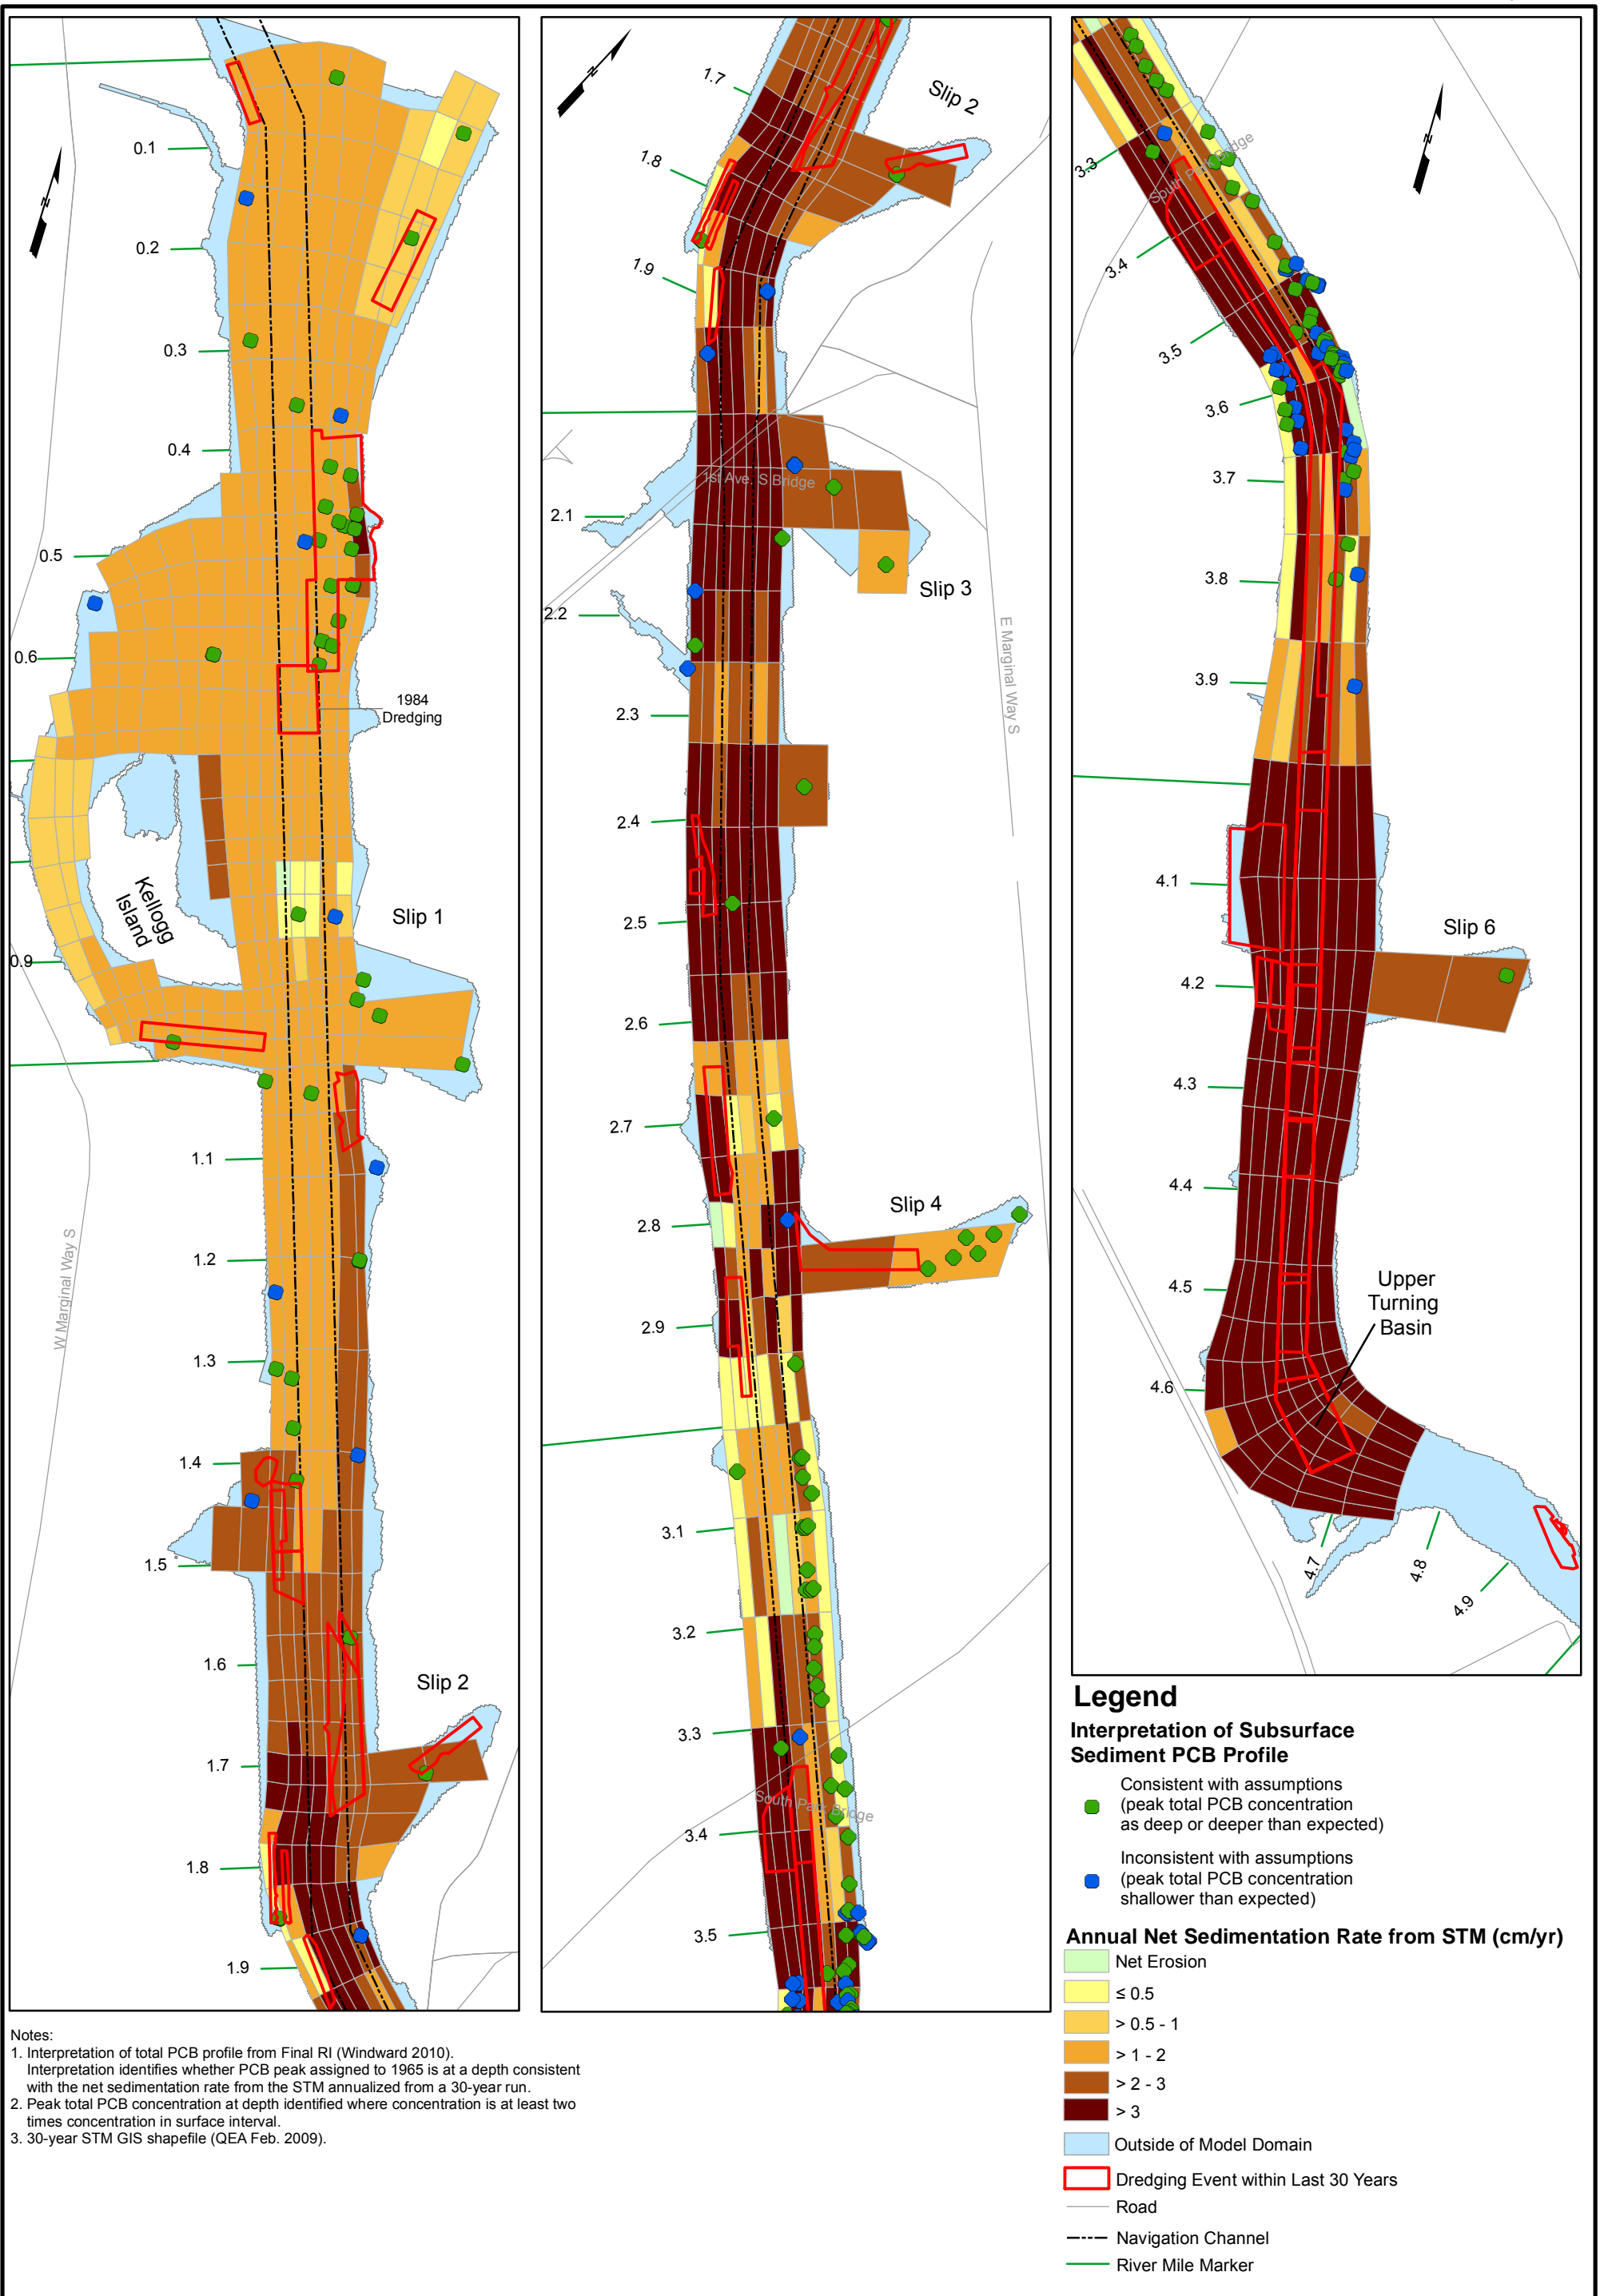 0.1
0.2
0.3
0.4
0.5
0.6
1984
Dredging
Kellogg
Island
Slip 1
0.9
1.1
1.2
W Marginal Way S
1.3
1.4
1.5
1.6
Slip 2
1.7
1.8
1.9
1.7
Slip 2
1.8
1.9
1st Ave. S Bridge
2.1
Slip 3
2.2
E Marginal Way S
2.3
2.4
2.5
2.6
2.7
Slip 4
2.8
2.9
3.1
3.2
3.3
South Park Bridge
3.4
3.5
3.3
South Park Bridge
3.4
3.5
3.6
3.7
3.8
3.9
4.1
Slip 6
4.2
4.3
4.4
4.5
Upper
Turning
Basin
4.6
4.7
4.8
4.9
Legend
Interpretation of Subsurface
Sediment PCB Profile
Consistent with assumptions
(peak total PCB concentration
as deep or deeper than expected)
Inconsistent with assumptions
(peak total PCB concentration
shallower than expected)
Annual Net Sedimentation Rate from STM (cm/yr)
Net Erosion
≤ 0.5
> 0.5 - 1
> 1 - 2
> 2 - 3
> 3
Outside of Model Domain
Dredging Event within Last 30 Years
Road
Navigation Channel
River Mile Marker
Notes:
1. Interpretation of total PCB profile from Final RI (Windward 2010).
Interpretation identifies whether PCB peak assigned to 1965 is at a depth consistent
with the net sedimentation rate from the STM annualized from a 30-year run.
2. Peak total PCB concentration at depth identified where concentration is at least two
times concentration in surface interval.
3. 30-year STM GIS shapefile (QEA Feb. 2009).